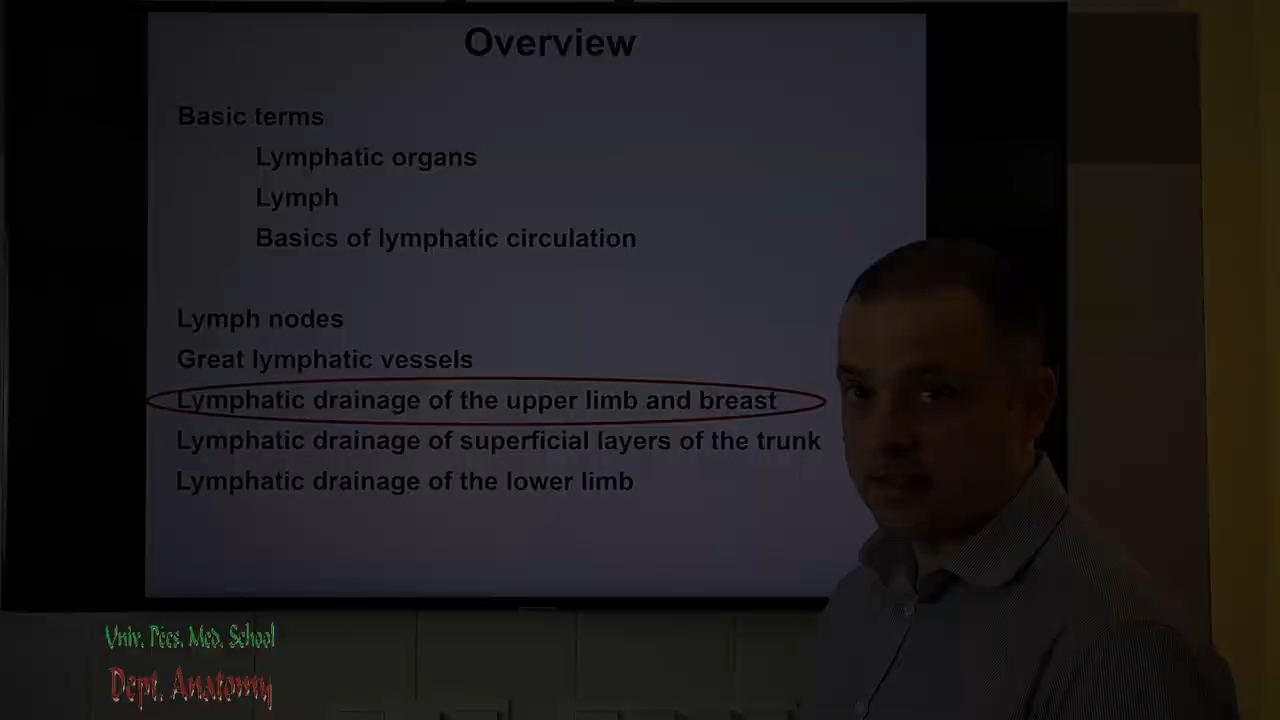 Overview
Basic terms
Lymphatic organs
Lymph
Basics of lymphatic circulation
Lymph nodes
Great lymphatic vessels
Lymphatic drainage of the upper limb and breast
Lymphatic drainage of superficial layers of the trunk
Lymphatic drainage of the lower limb
Univ. Pécs. Med. School
Dept. Anatomy